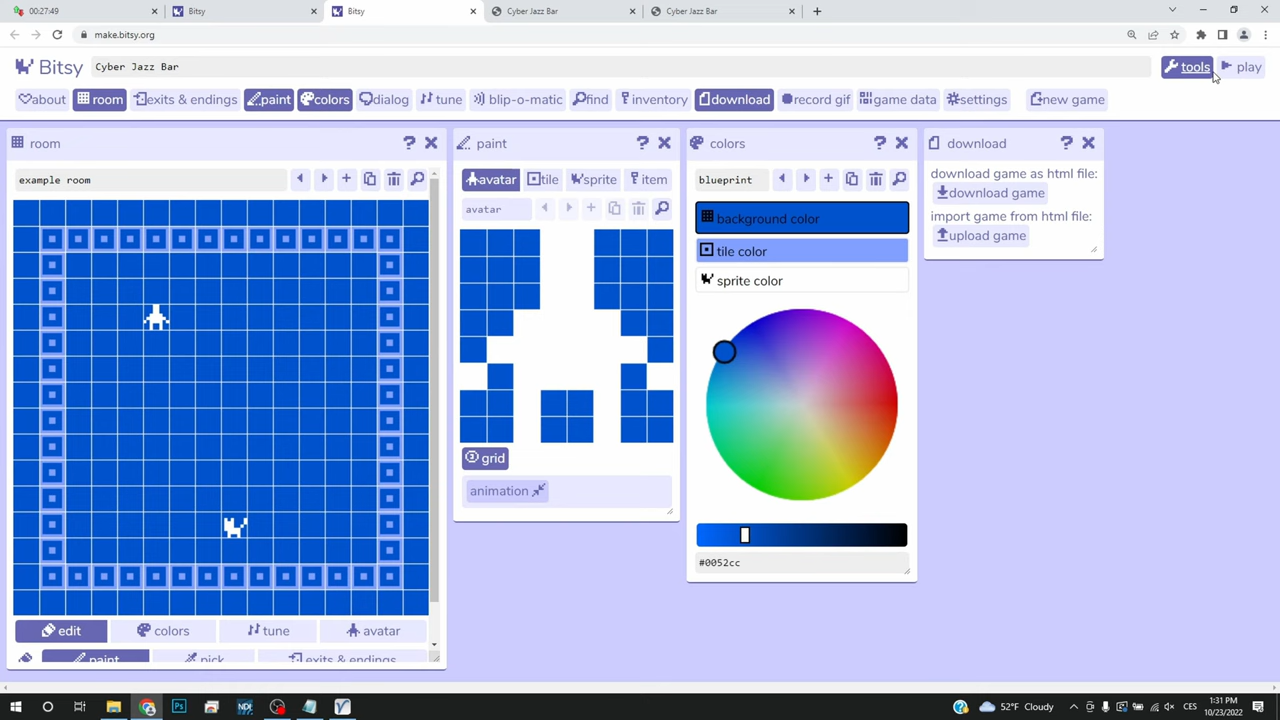 00:27:49
Bitsy
Bitsy
Cyber Jazz Bar
Cyber Jazz Bar
make.bitsy.org
Bitsy
Cyber Jazz Bar
tools
play
about
room
exits & endings
paint
colors
dialog
tune
blip-o-matic
find
inventory
download
record gif
game data
settings
new game
room
example room
edit
colors
tune
avatar
paint
pick
exits & endings
paint
avatar
tile
sprite
item
avatar
grid
animation
colors
blueprint
background color
tile color
sprite color
#0052cc
download
download game as html file:
download game
import game from html file:
upload game
Ps
NDI
52°F Cloudy
CES
1:31 PM
10/23/2022